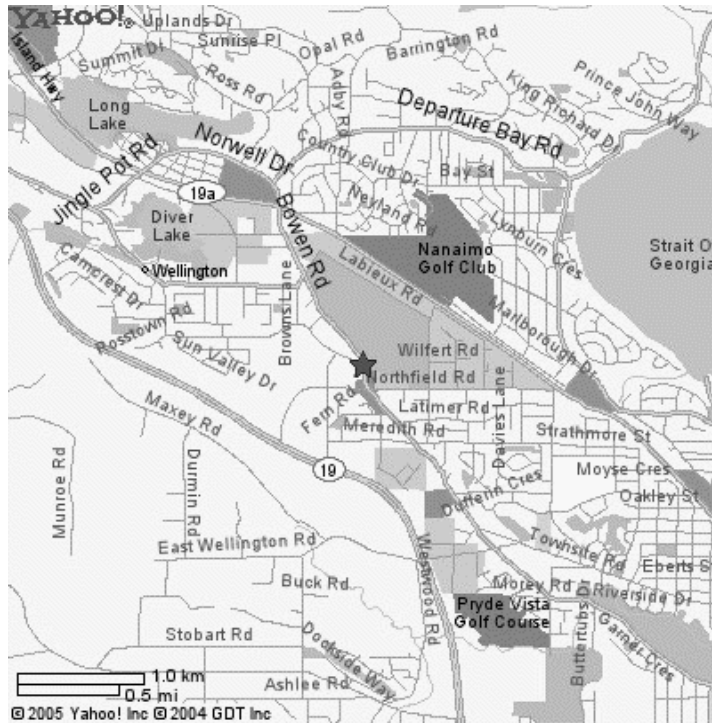 YAHOO!®
Uplands Dr
Sunrise Pl
Opal Rd
Barrington Rd
Island Hwy
Summit Dr
Ross Rd
Adby Rd
King Richard Dr
Prince John Way
Long
Lake
Departure Bay Rd
Norwell Dr
Country Club Dr
Jingle Pot Rd
Bay St
19a
Neyland Rd
Lynburn Cres
Diver
Lake
Bowen Rd
Nanaimo
Golf Club
Strait O
Georgia
Labieux Rd
Wellington
Camcrest Dr
Marlborough Dr
Rosstown Rd
Browns Lane
Sun Valley Dr
Wilfert Rd
Northfield Rd
Fern Rd
Davies Lane
Maxey Rd
Latimer Rd
Meredith Rd
Strathmore St
Munroe Rd
Durmin Rd
19
Moyse Cres
Dufferin Cres
Oakley St
East Wellington Rd
Westwood Rd
Townsite Rd
Eberts S
Buck Rd
Morey Rd
Riverside Dr
Pryde Vista
Golf Course
Buttertubs Dr
Garner Cres
Stobart Rd
Dockside Way
Ashlee Rd
1.0 km
0.5 mi
© 2005 Yahoo! Inc © 2004 GDT Inc